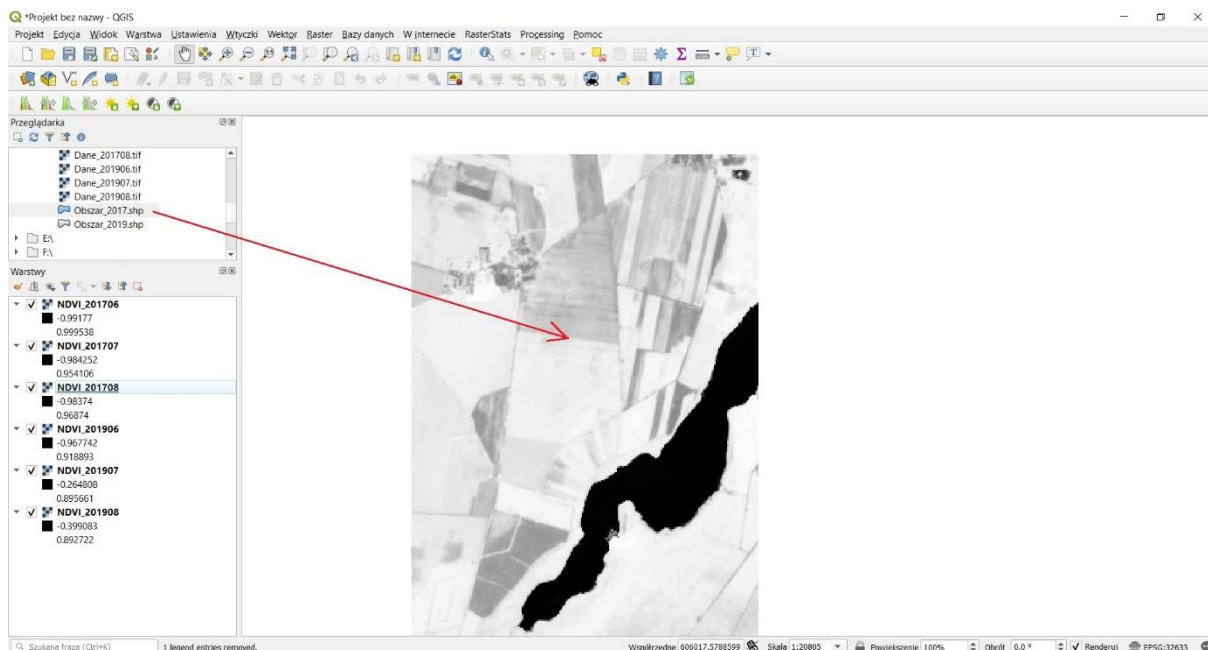 *Projekt bez nazwy - QGIS
Projekt Edycja Widok Warstwa Ustawienia Wtyczki Wektor Raster Bazy danych W internecie RasterStats Processing Pomoc
Przeglądarka
Dane_201708.tif
Dane_201906.tif
Dane_201907.tif
Dane_201908.tif
Obszar_2017.shp
Obszar_2019.shp
E:\
F:\
Warstwy
NDVI_201706
-0.99177
0.999538
NDVI_201707
-0.984252
0.954106
NDVI_201708
-0.98374
0.96874
NDVI_201906
-0.967742
0.918893
NDVI_201907
-0.264808
0.895661
NDVI_201908
-0.399083
0.892722
Szukana fraza (Ctrl+K) 1 legend entries removed. Współrzędne 606017.5788599 Skala 1:20805 Powiększenie 100% Obrót 0.0 ° Renderuj EPSG:32633